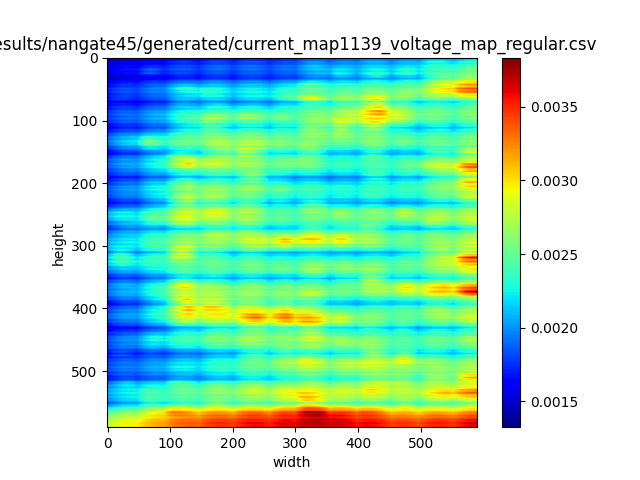 esults/nangate45/generated/current_map1139_voltage_map_regular.csv
0
100
200
300
400
500
height
0 100 200 300 400 500
width
0.0035
0.0030
0.0025
0.0020
0.0015